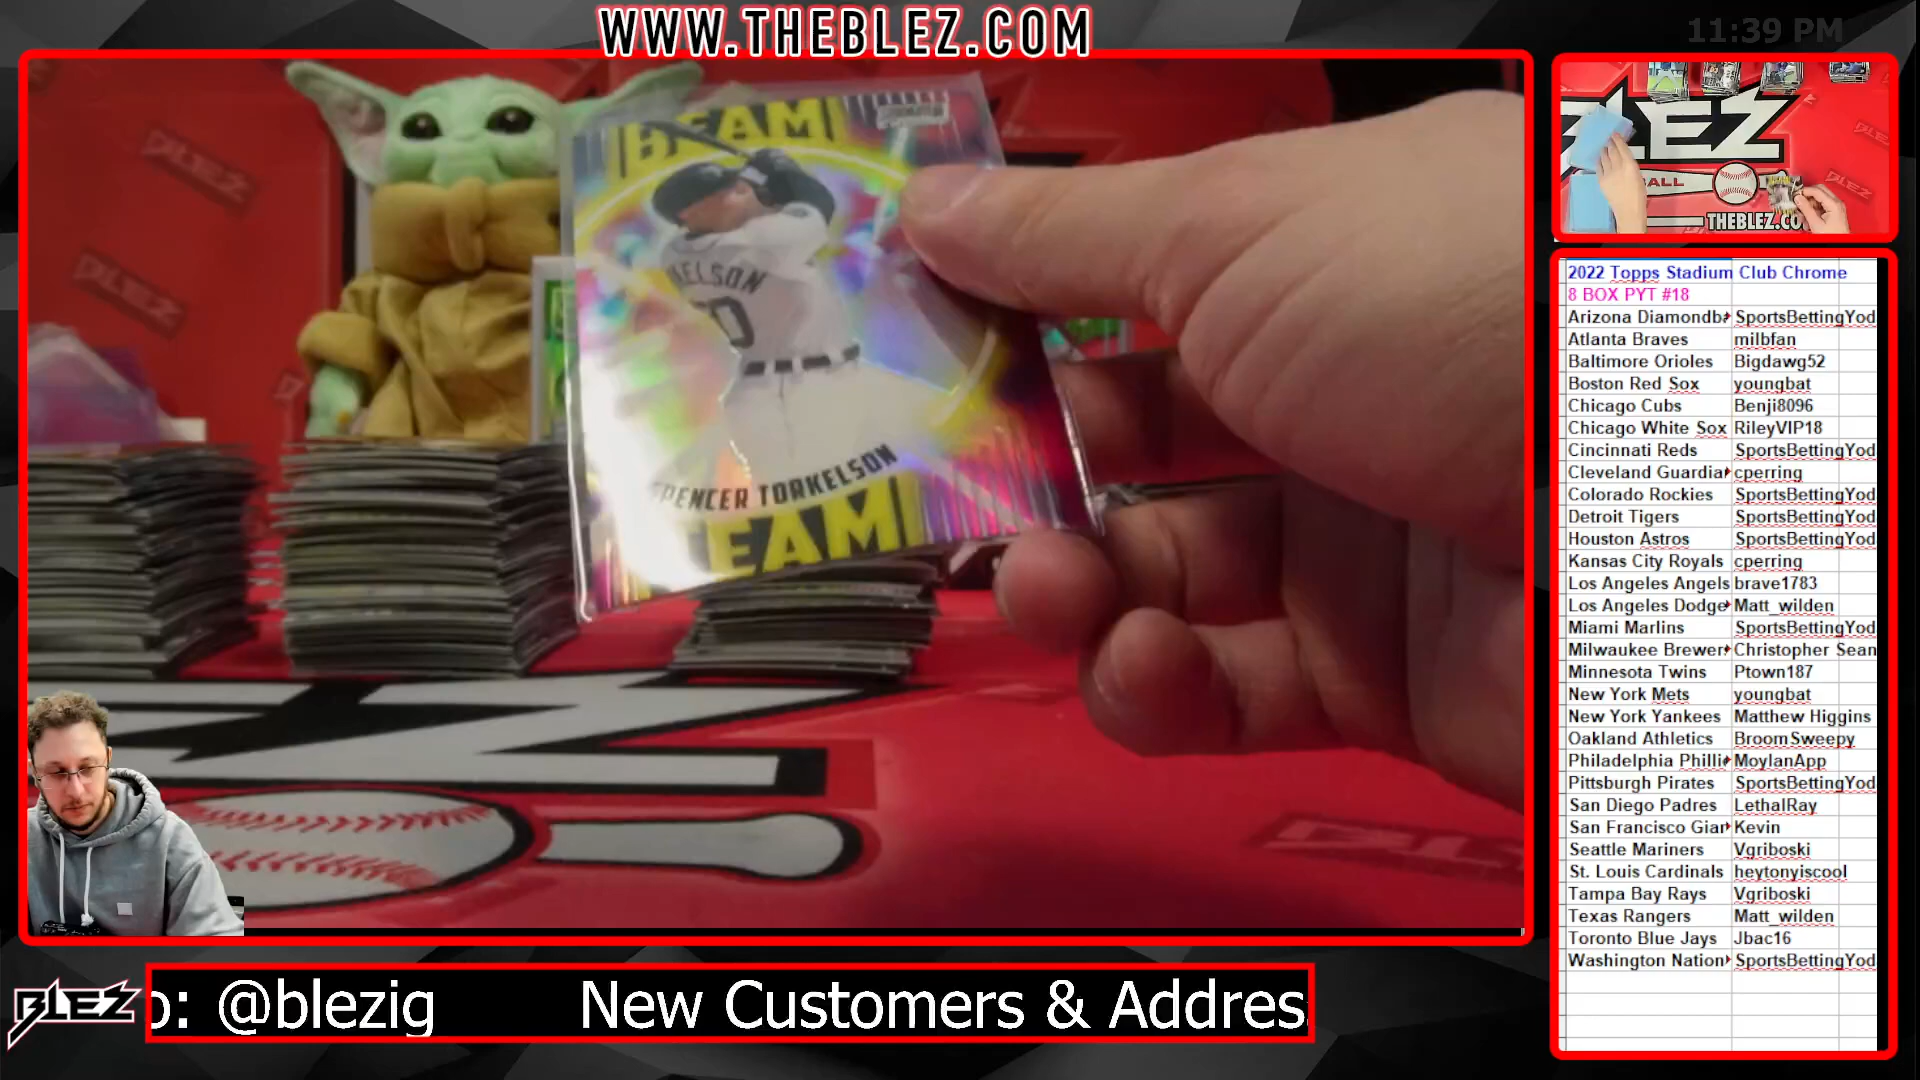 WWW.THEBLEZ.COM
11:39 PM
BEAM
SPENCER TORKELSON
TEAM
BLEZ
THEBLEZ.CO
2022 Topps Stadium Club Chrome
8 BOX PYT #18
Arizona Diamondba SportsBettingYod
Atlanta Braves milbfan
Baltimore Orioles Bigdawg52
Boston Red Sox youngbat
Chicago Cubs Benji8096
Chicago White Sox RileyVIP18
Cincinnati Reds SportsBettingYod
Cleveland Guardia cperring
Colorado Rockies SportsBettingYod
Detroit Tigers SportsBettingYod
Houston Astros SportsBettingYod
Kansas City Royals cperring
Los Angeles Angels brave1783
Los Angeles Dodge Matt_wilden
Miami Marlins SportsBettingYod
Milwaukee Brewer Christopher Sean
Minnesota Twins Ptown187
New York Mets youngbat
New York Yankees Matthew Higgins
Oakland Athletics BroomSweepy
Philadelphia Philli MoylanApp
Pittsburgh Pirates SportsBettingYod
San Diego Padres LethalRay
San Francisco Gian Kevin
Seattle Mariners Vgriboski
St. Louis Cardinals heytonyiscool
Tampa Bay Rays Vgriboski
Texas Rangers Matt_wilden
Toronto Blue Jays Jbac16
Washington Nation SportsBettingYod
BLEZ
o: @blezig New Customers & Addres